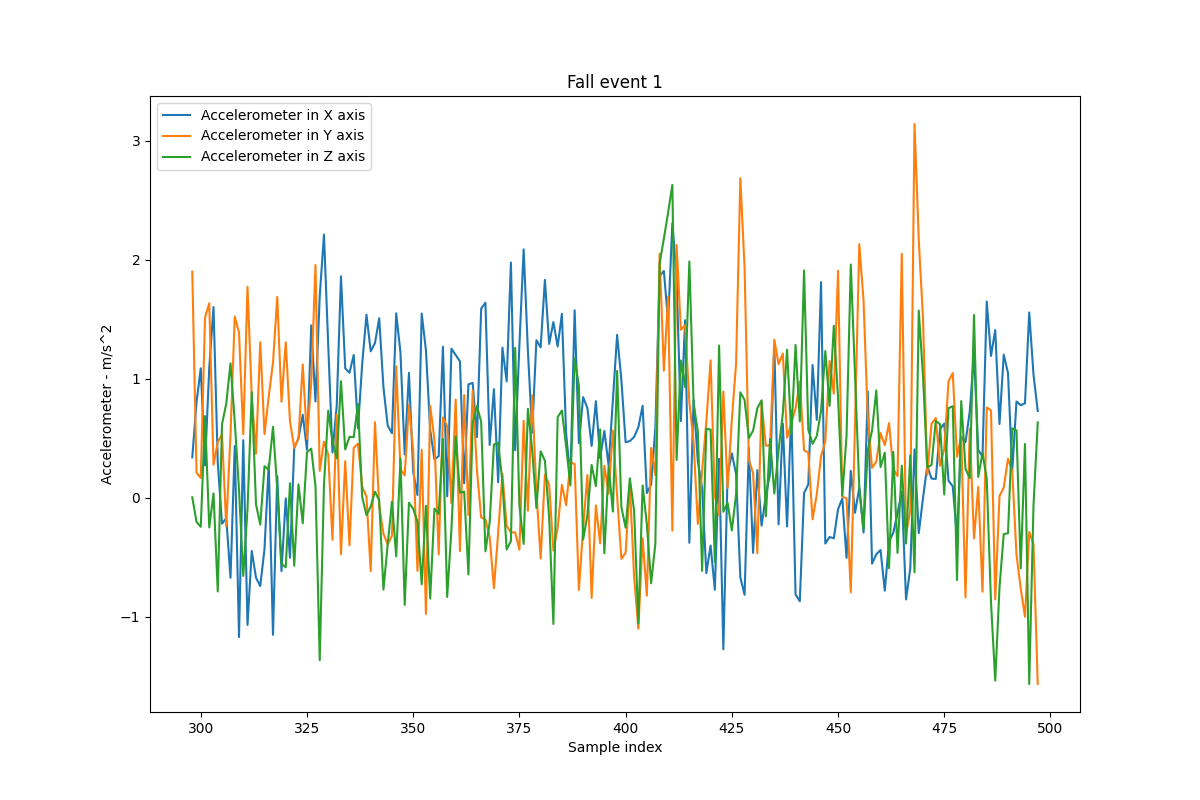 Fall event 1
Accelerometer in X axis
Accelerometer in Y axis
Accelerometer in Z axis
Accelerometer - m/s^2
3
2
1
0
−1
300
325
350
375
400
425
450
475
500
Sample index